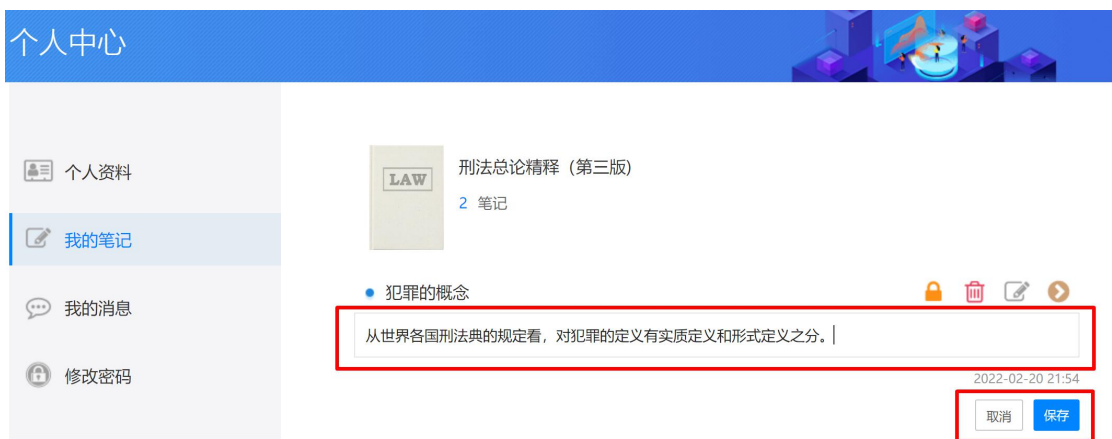 个人中心
个人资料
我的笔记
我的消息
修改密码
LAW
刑法总论精释（第三版)
2 笔记
犯罪的概念
从世界各国刑法典的规定看，对犯罪的定义有实质定义和形式定义之分。
2022-02-20 21:54
取消 保存